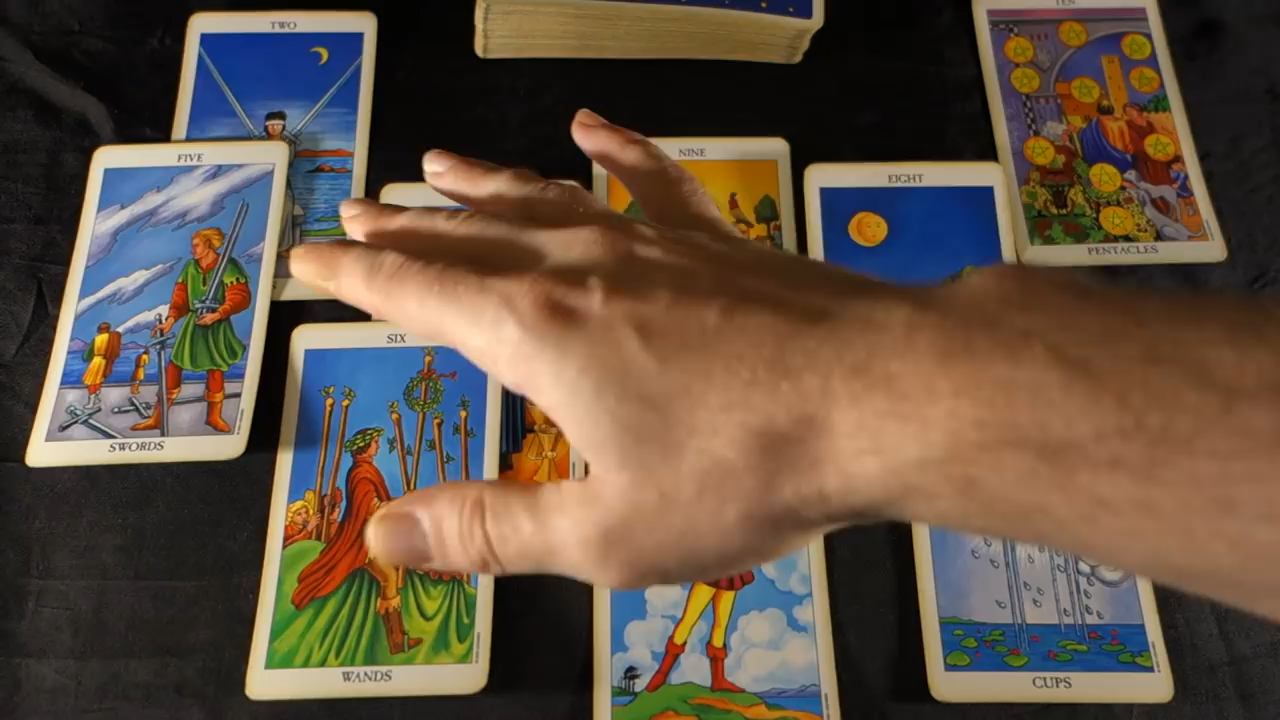 TWO
TEN
FIVE
NINE
EIGHT
PENTACLES
SIX
SWORDS
WANDS
CUPS